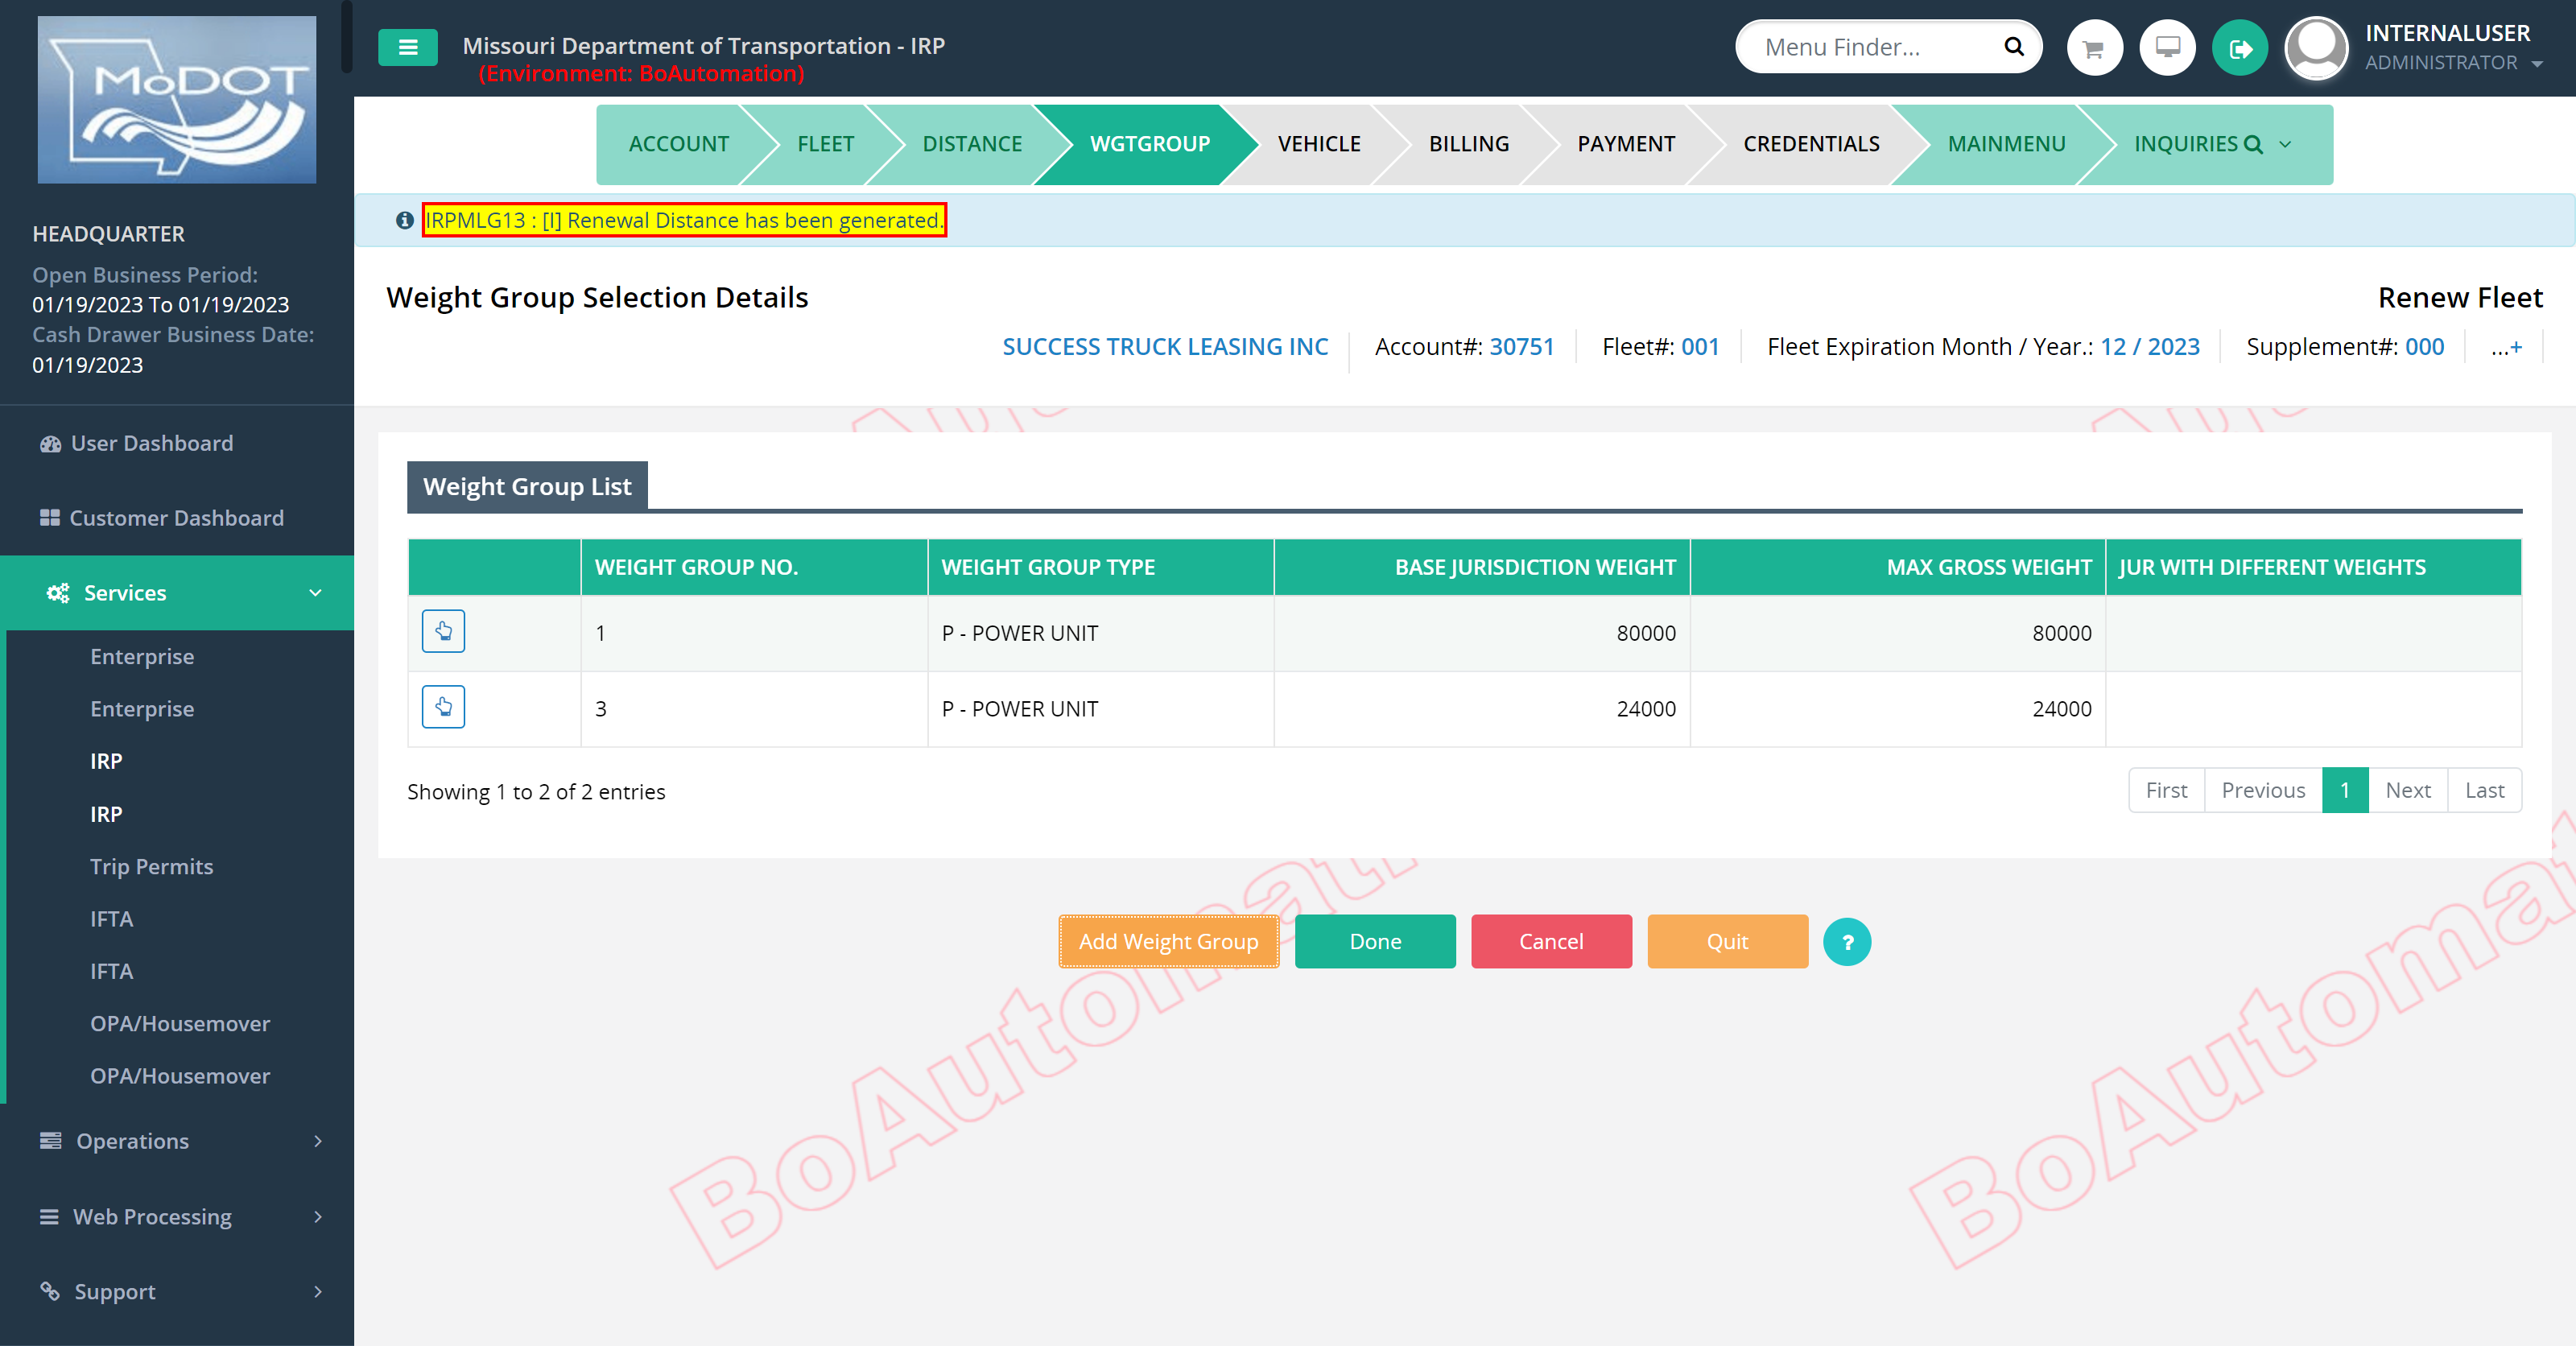 MoDOT
Missouri Department of Transportation - IRP
(Environment: BoAutomation)
Menu Finder...
INTERNALUSER
ADMINISTRATOR
HEADQUARTER
Open Business Period:
01/19/2023 To 01/19/2023
Cash Drawer Business Date:
01/19/2023
User Dashboard
Customer Dashboard
Services
Enterprise
Enterprise
IRP
IRP
Trip Permits
IFTA
IFTA
OPA/Housemover
OPA/Housemover
Operations
Web Processing
Support
ACCOUNT FLEET DISTANCE WGTGROUP VEHICLE BILLING PAYMENT CREDENTIALS MAINMENU INQUIRIES
IRPMLG13 : [I] Renewal Distance has been generated.
Weight Group Selection Details
Renew Fleet
SUCCESS TRUCK LEASING INC Account#: 30751 Fleet#: 001 Fleet Expiration Month / Year.: 12 / 2023 Supplement#: 000 ...+
Weight Group List
WEIGHT GROUP NO. WEIGHT GROUP TYPE BASE JURISDICTION WEIGHT MAX GROSS WEIGHT JUR WITH DIFFERENT WEIGHTS
1 P - POWER UNIT 80000 80000
3 P - POWER UNIT 24000 24000
Showing 1 to 2 of 2 entries
First Previous 1 Next Last
Add Weight Group Done Cancel Quit ?
BoAutomati
BoAutomat